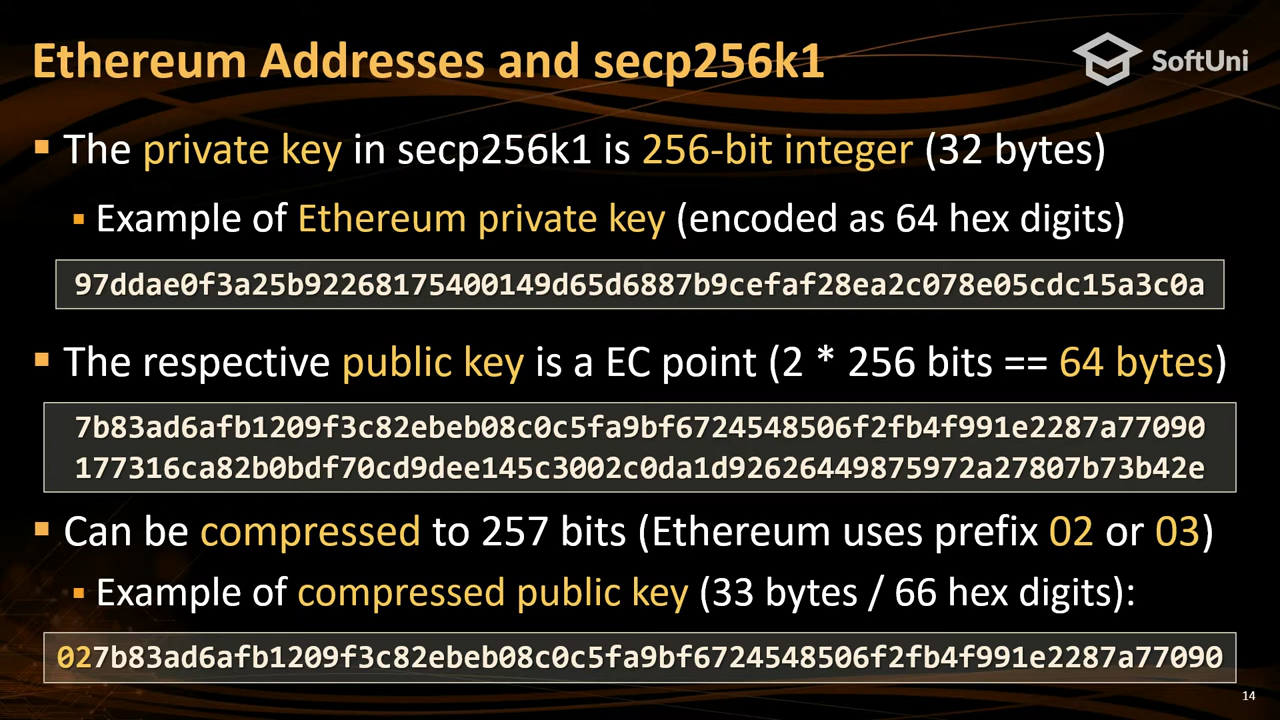 Ethereum Addresses and secp256k1
SoftUni
▪ The private key in secp256k1 is 256-bit integer (32 bytes)
▪ Example of Ethereum private key (encoded as 64 hex digits)
97ddae0f3a25b92268175400149d65d6887b9cefaf28ea2c078e05cdc15a3c0a
▪ The respective public key is a EC point (2 * 256 bits == 64 bytes)
7b83ad6afb1209f3c82ebeb08c0c5fa9bf6724548506f2fb4f991e2287a77090
177316ca82b0bdf70cd9dee145c3002c0da1d92626449875972a27807b73b42e
▪ Can be compressed to 257 bits (Ethereum uses prefix 02 or 03)
▪ Example of compressed public key (33 bytes / 66 hex digits):
027b83ad6afb1209f3c82ebeb08c0c5fa9bf6724548506f2fb4f991e2287a77090
14